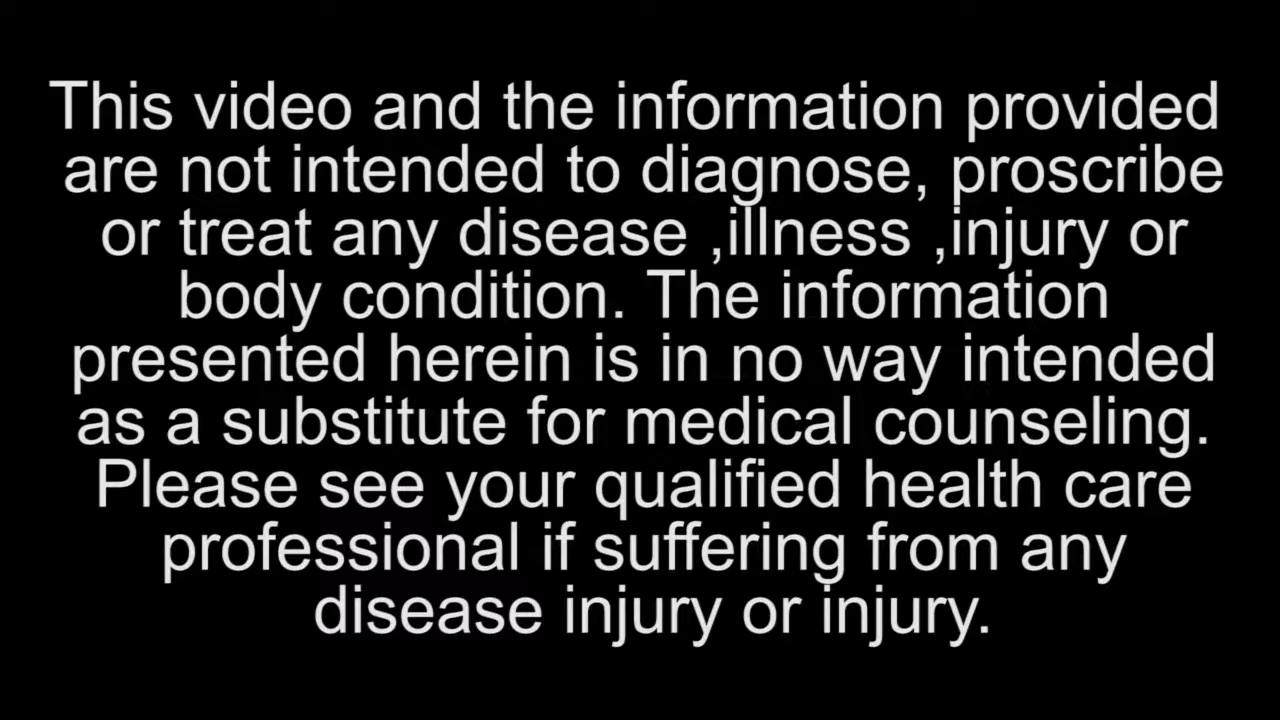 This video and the information provided
are not intended to diagnose, proscribe
or treat any disease ,illness ,injury or
body condition. The information
presented herein is in no way intended
as a substitute for medical counseling.
Please see your qualified health care
professional if suffering from any
disease injury or injury.